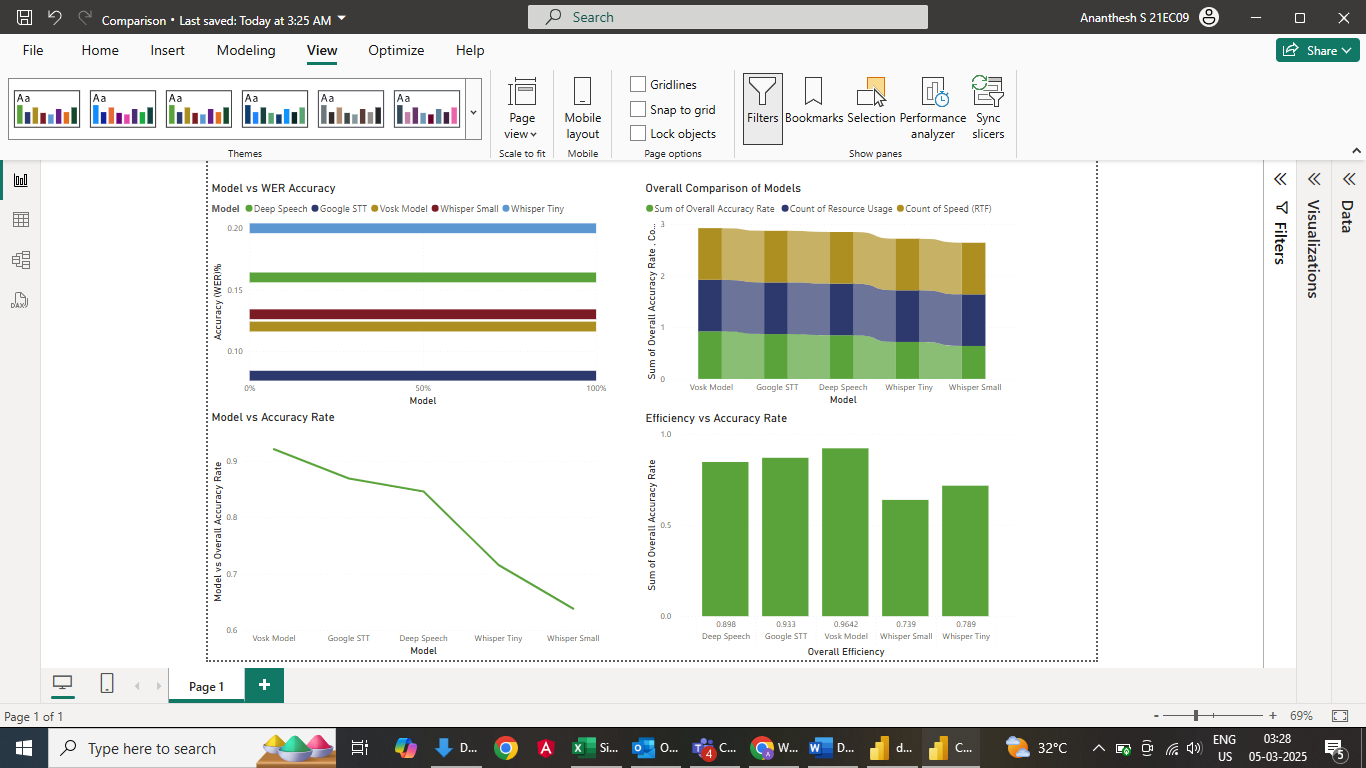 Comparison • Last saved: Today at 3:25 AM
Search
Ananthesh S 21EC09
File Home Insert Modeling View Optimize Help
Share
Aa Aa Aa Aa Aa Aa
Themes
Page view
Scale to fit
Mobile layout
Mobile
Gridlines
Snap to grid
Lock objects
Page options
Filters
Bookmarks
Selection
Performance analyzer
Sync slicers
Show panes
DAX
Model vs WER Accuracy
Model Deep Speech Google STT Vosk Model Whisper Small Whisper Tiny
Accuracy (WER)%
0.20
0.15
0.10
0% 50% 100%
Model
Overall Comparison of Models
Sum of Overall Accuracy Rate Count of Resource Usage Count of Speed (RTF)
Sum of Overall Accuracy Rate , Co...
3
2
1
0
Vosk Model Google STT Deep Speech Whisper Tiny Whisper Small
Model
Model vs Accuracy Rate
Model vs Overall Accuracy Rate
0.9
0.8
0.7
0.6
Vosk Model Google STT Deep Speech Whisper Tiny Whisper Small
Model
Efficiency vs Accuracy Rate
Sum of Overall Accuracy Rate
1.0
0.5
0.0
0.898 0.933 0.9642 0.739 0.789
Deep Speech Google STT Vosk Model Whisper Small Whisper Tiny
Overall Efficiency
Filters
Visualizations
Data
Page 1
+
Page 1 of 1
- + 69%
Type here to search
D...
Si...
O...
4 C...
W...
D...
d...
C...
32°C
ENG
US
03:28
05-03-2025
5